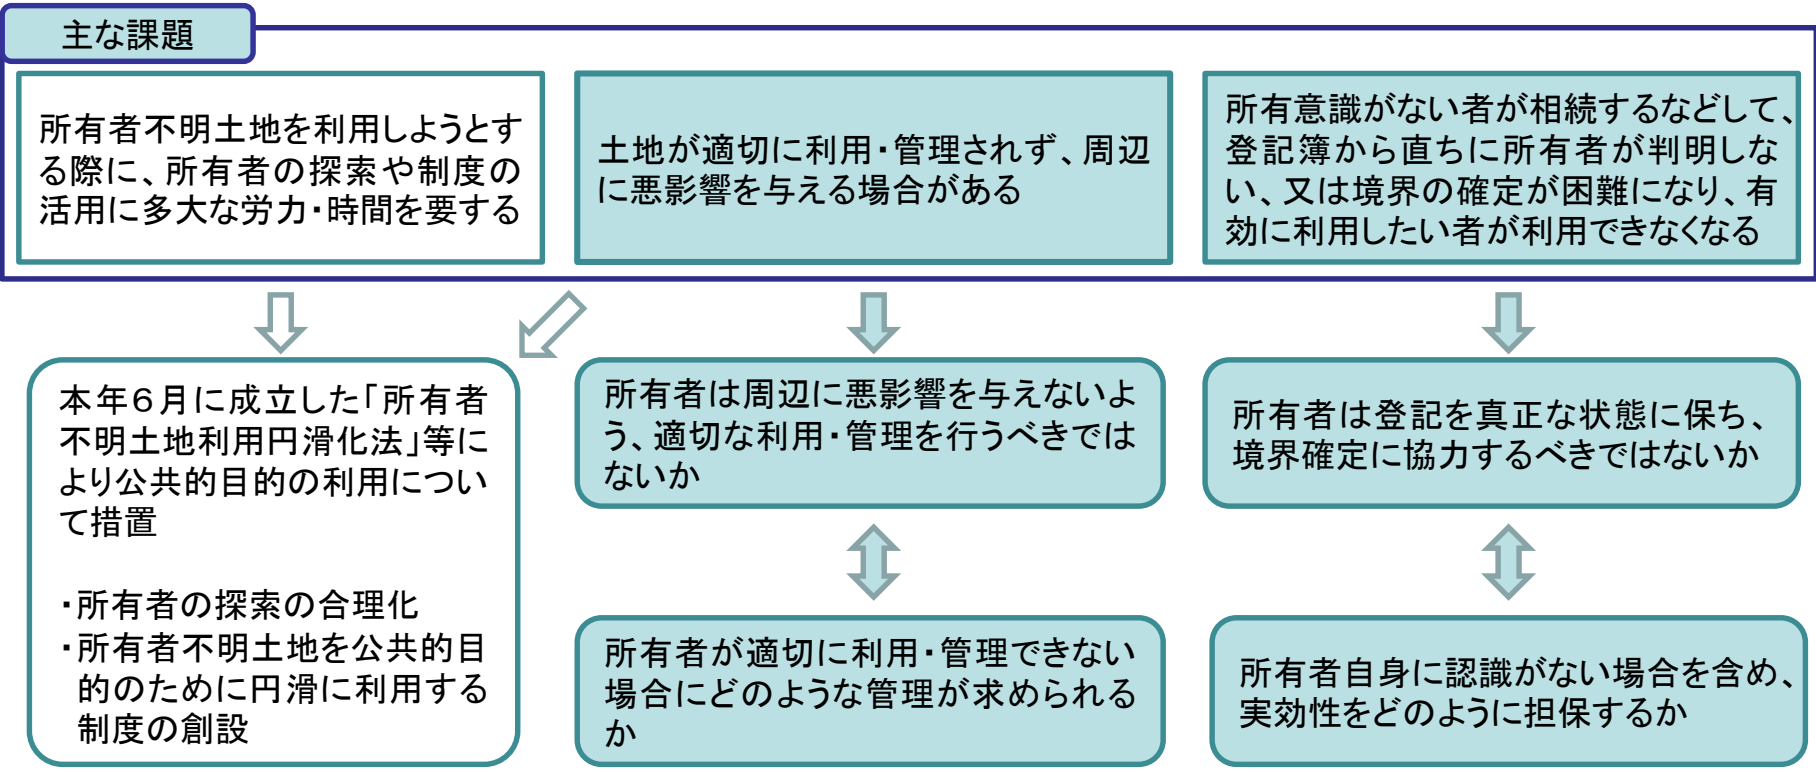 主な課題
所有者不明土地を利用しようとす
る際に、所有者の探索や制度の
活用に多大な労力・時間を要する
土地が適切に利用・管理されず、周辺
に悪影響を与える場合がある
所有意識がない者が相続するなどして、
登記簿から直ちに所有者が判明しな
い、又は境界の確定が困難になり、有
効に利用したい者が利用できなくなる
本年６月に成立した「所有者
不明土地利用円滑化法」等に
より公共的目的の利用につい
て措置
・所有者の探索の合理化
・所有者不明土地を公共的目
的のために円滑に利用する
制度の創設
所有者は周辺に悪影響を与えないよ
う、適切な利用・管理を行うべきでは
ないか
所有者は登記を真正な状態に保ち、
境界確定に協力するべきではないか
所有者が適切に利用・管理できない
場合にどのような管理が求められる
か
所有者自身に認識がない場合を含め、
実効性をどのように担保するか